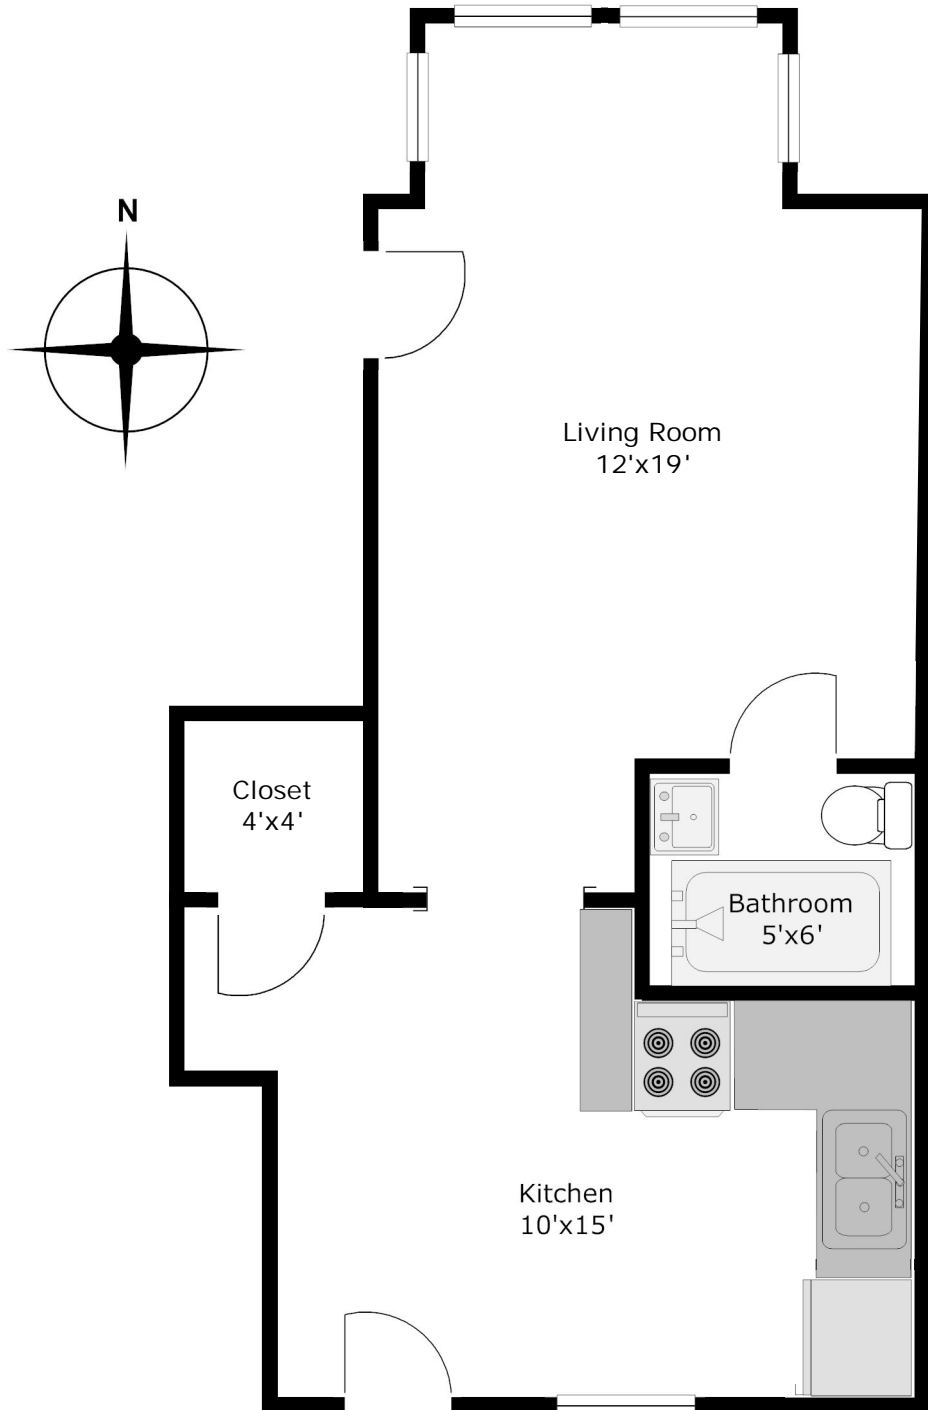 N
Living Room
12'x19'
Closet
4'x4'
Bathroom
5'x6'
Kitchen
10'x15'